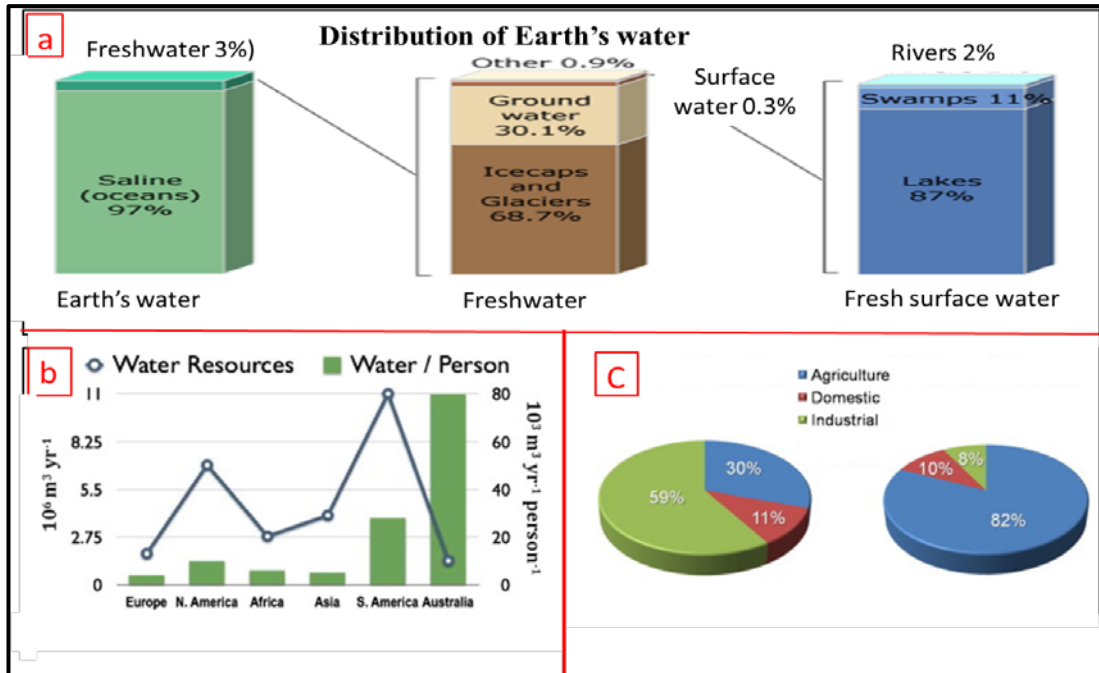 a
Distribution of Earth's water
Freshwater 3%)
Saline
(oceans)
97%
Earth's water
Other 0.9%
Ground
water
30.1%
Icecaps
and
Glaciers
68.7%
Freshwater
Surface
water 0.3%
Rivers 2%
Swamps 11%
Lakes
87%
Fresh surface water
b
Water Resources
Water / Person
11
8.25
5.5
2.75
0
10⁶ m³ yr⁻¹
80
60
40
20
0
10³ m³ yr⁻¹ person⁻¹
Europe N. America Africa Asia S. America Australia
C
Agriculture
Domestic
Industrial
30%
11%
59%
8%
10%
82%